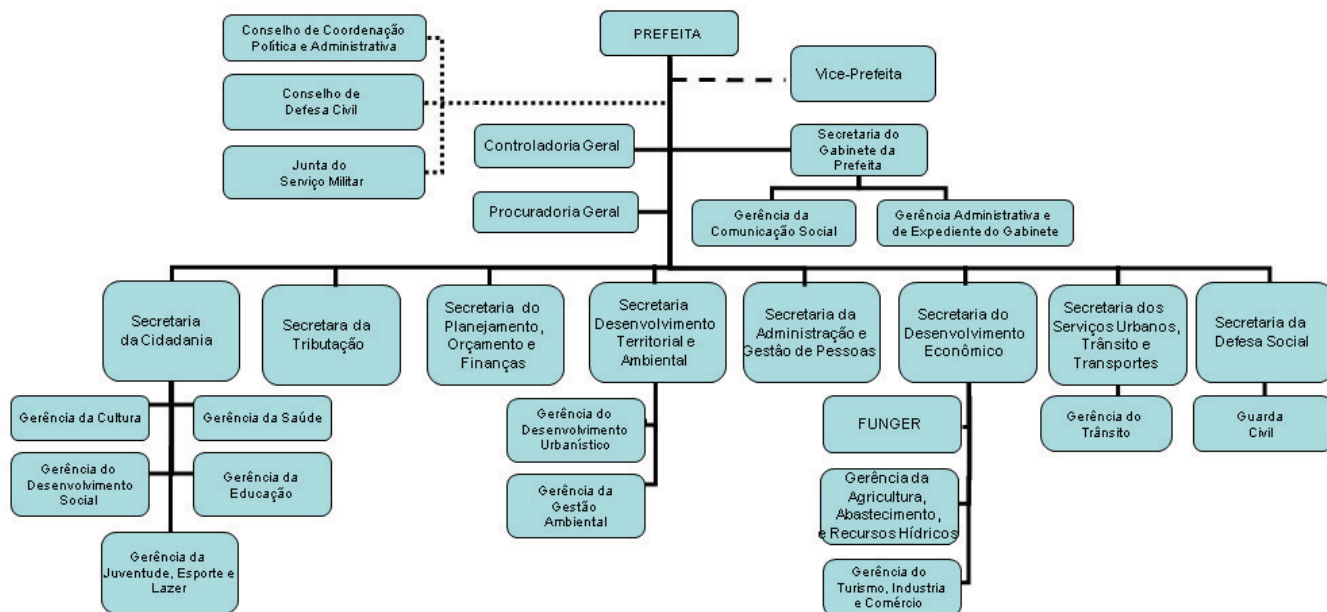 PREFEITA
Conselho de Coordenação
Política e Administrativa
Vice-Prefeita
Conselho de
Defesa Civil
Controladoria Geral
Secretaria do
Gabinete da
Prefeita
Junta do
Serviço Militar
Procuradoria Geral
Gerência da
Comunicação Social
Gerência Administrativa e
de Expediente do Gabinete
Secretaria
da Cidadania
Secretara da
Tributação
Secretaria do
Planejamento,
Orçamento e
Finanças
Secretaria
Desenvolvimento
Territorial e
Ambiental
Secretaria da
Administração e
Gestão de Pessoas
Secretaria do
Desenvolvimento
Econômico
Secretaria dos
Serviços Urbanos,
Trânsito e
Transportes
Secretaria da
Defesa Social
Gerência da Cultura
Gerência da Saúde
Gerência do
Desenvolvimento
Social
Gerência da
Educação
Gerência da
Juventude, Esporte e
Lazer
Gerência do
Desenvolvimento
Urbanístico
Gerência da
Gestão
Ambiental
FUNGER
Gerência da
Agricultura,
Abastecimento,
e Recursos Hídricos
Gerência do
Turismo, Industria
e Comércio
Gerência do
Trânsito
Guarda
Civil